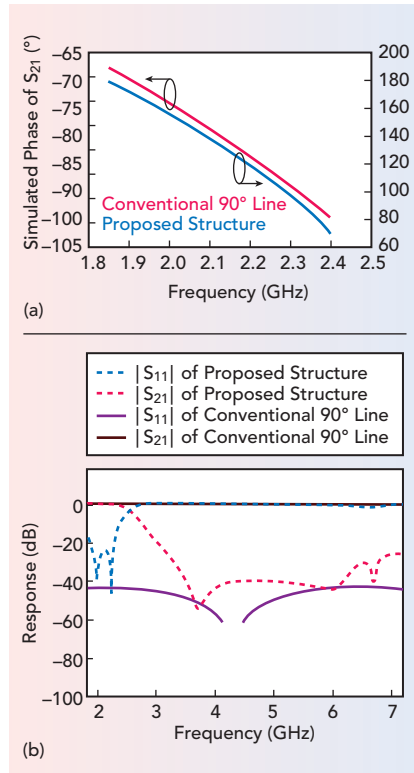 (a)
Simulated Phase of S21 (°)
−65
−70
−75
−80
−85
−90
−95
−100
−105
200
180
160
140
120
100
80
60
Conventional 90° Line
Proposed Structure
1.8 1.9 2.0 2.1 2.2 2.3 2.4 2.5
Frequency (GHz)
|S11| of Proposed Structure
|S21| of Proposed Structure
|S11| of Conventional 90° Line
|S21| of Conventional 90° Line
Response (dB)
0
−20
−40
−60
−80
−100
2 3 4 5 6 7
Frequency (GHz)
(b)